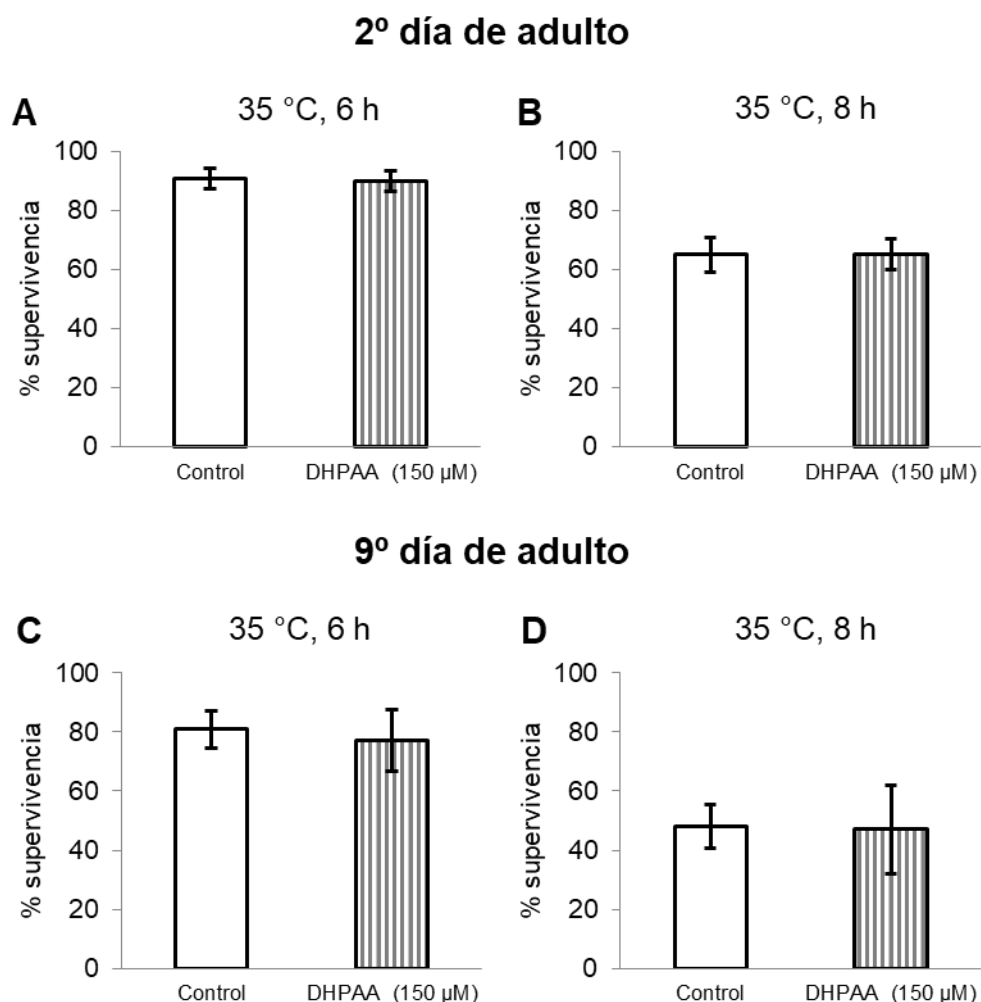 2º día de adulto
A
35 °C, 6 h
% supervivencia
100
80
60
40
20
0
Control
DHPAA (150 µM)
B
35 °C, 8 h
% supervivencia
100
80
60
40
20
0
Control
DHPAA (150 µM)
9º día de adulto
C
35 °C, 6 h
% supervivencia
100
80
60
40
20
0
Control
DHPAA (150 µM)
D
35 °C, 8 h
% supervivencia
100
80
60
40
20
0
Control
DHPAA (150 µM)